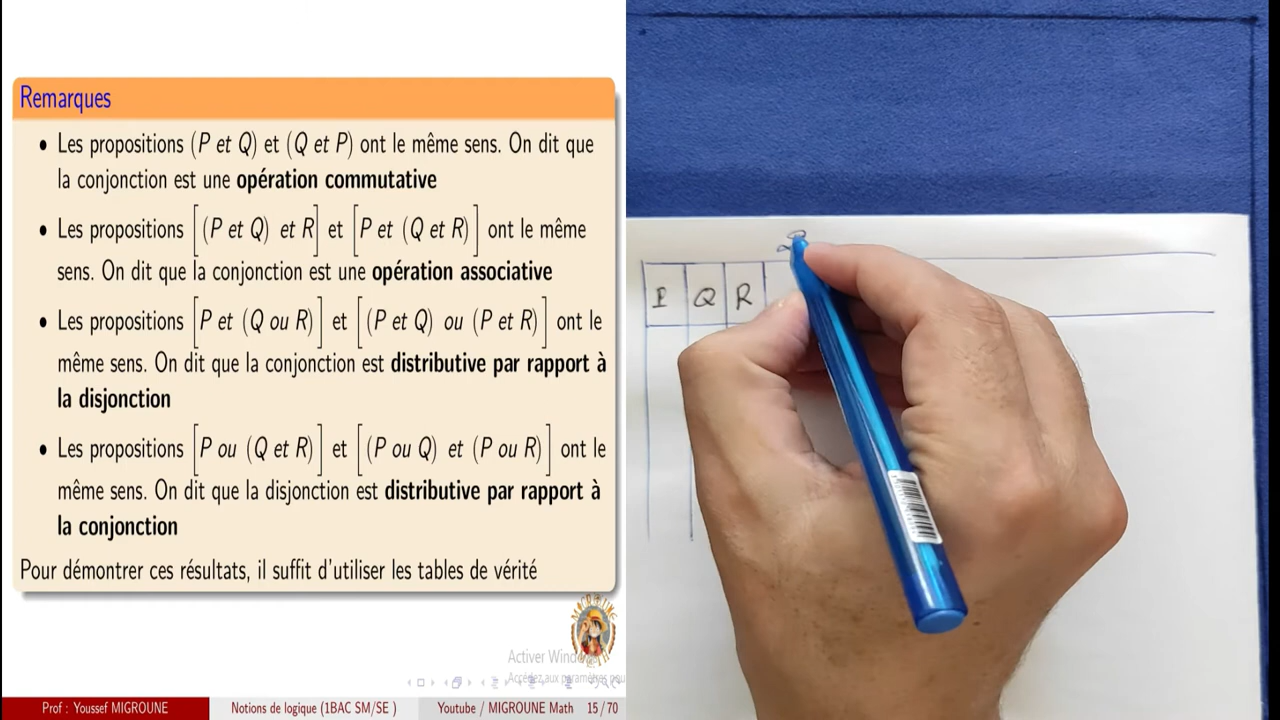 Remarques
• Les propositions (P et Q) et (Q et P) ont le même sens. On dit que
la conjonction est une opération commutative
• Les propositions [(P et Q) et R] et [P et (Q et R)] ont le même
sens. On dit que la conjonction est une opération associative
• Les propositions [P et (Q ou R)] et [(P et Q) ou (P et R)] ont le
même sens. On dit que la conjonction est distributive par rapport à
la disjonction
• Les propositions [P ou (Q et R)] et [(P ou Q) et (P ou R)] ont le
même sens. On dit que la disjonction est distributive par rapport à
la conjonction
Pour démontrer ces résultats, il suffit d'utiliser les tables de vérité
Activer Windo
Accédez aux paramètres pou
Prof : Youssef MIGROUNE Notions de logique (1BAC SM/SE ) Youtube / MIGROUNE Math 15/70
P Q R